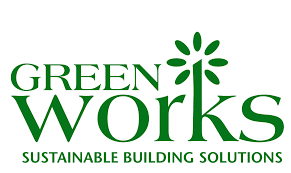 GREEN
works
SUSTAINABLE BUILDING SOLUTIONS